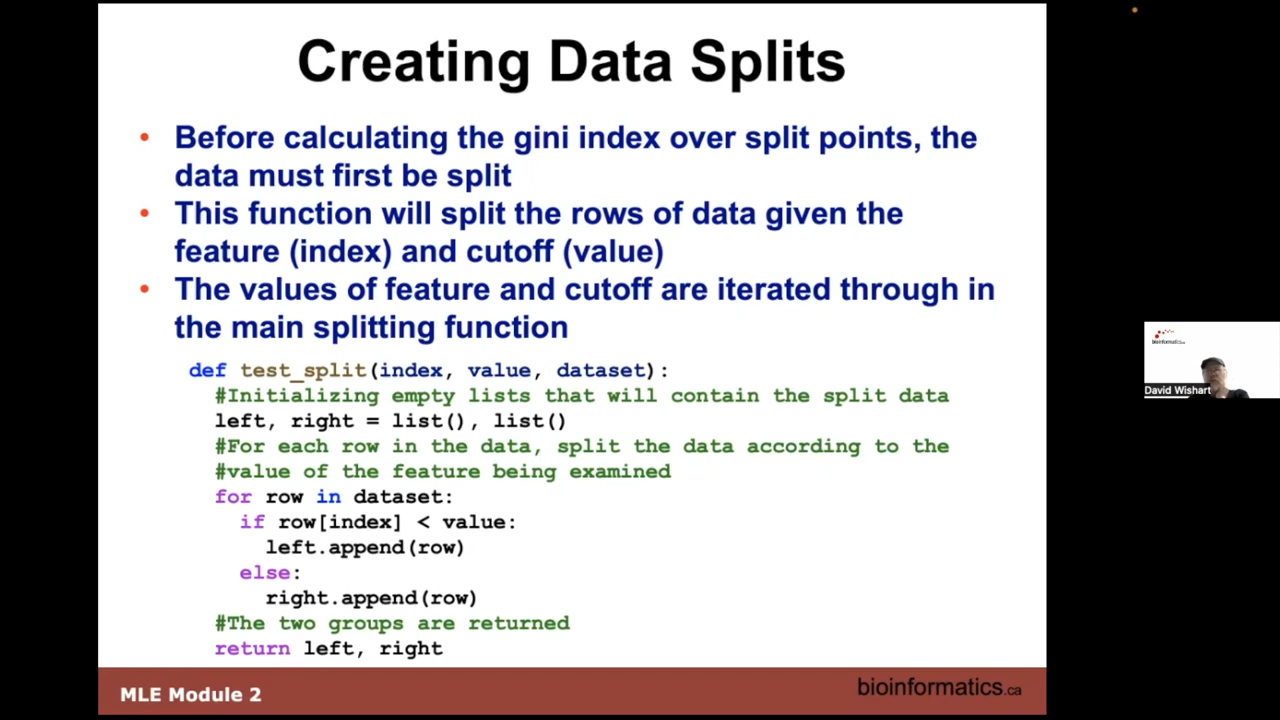 Creating Data Splits
• Before calculating the gini index over split points, the
data must first be split
• This function will split the rows of data given the
feature (index) and cutoff (value)
• The values of feature and cutoff are iterated through in
the main splitting function
def test_split(index, value, dataset):
#Initializing empty lists that will contain the split data
left, right = list(), list()
#For each row in the data, split the data according to the
#value of the feature being examined
for row in dataset:
if row[index] < value:
left.append(row)
else:
right.append(row)
#The two groups are returned
return left, right
MLE Module 2
bioinformatics.ca
bioinformatics.ca
David Wishart